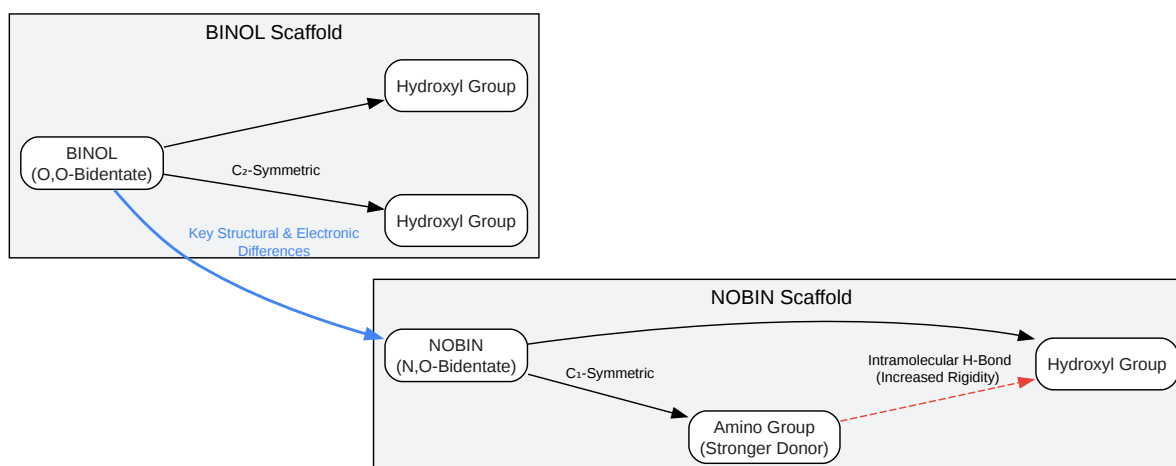 BINOL Scaffold
Hydroxyl Group
BINOL
(O,O-Bidentate)
C₂-Symmetric
Hydroxyl Group
Key Structural & Electronic
Differences
NOBIN Scaffold
NOBIN
(N,O-Bidentate)
C₁-Symmetric
Intramolecular H-Bond
(Increased Rigidity)
Hydroxyl Group
Amino Group
(Stronger Donor)